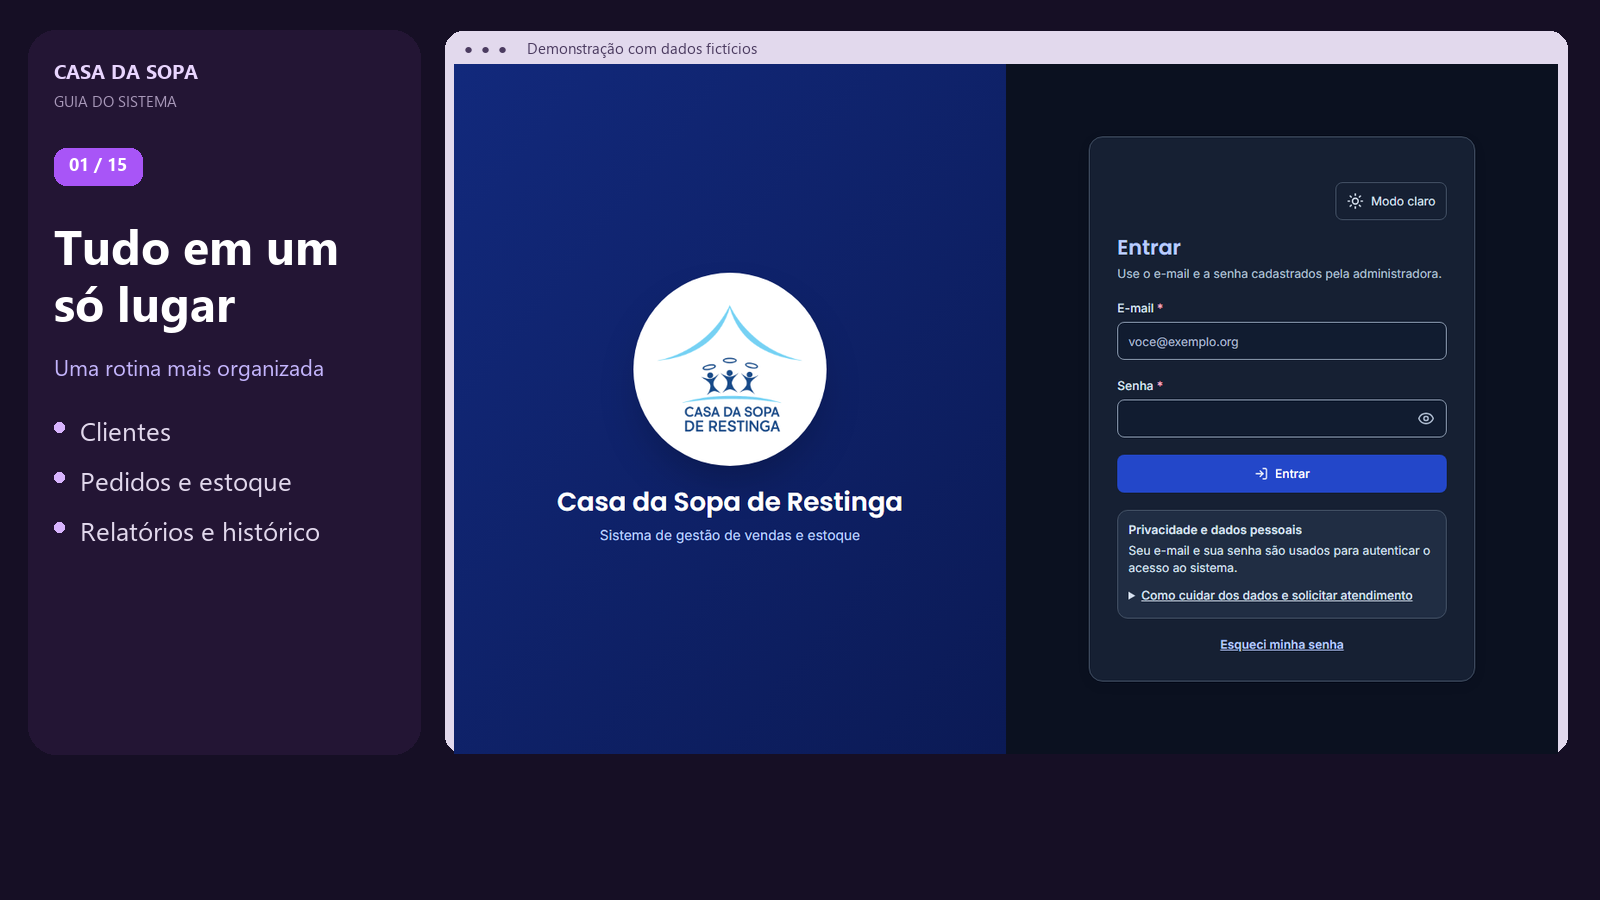 CASA DA SOPA
GUIA DO SISTEMA
01 / 15
Tudo em um
só lugar
Uma rotina mais organizada
Clientes
Pedidos e estoque
Relatórios e histórico
Demonstração com dados fictícios
CASA DA SOPA
DE RESTINGA
Casa da Sopa de Restinga
Sistema de gestão de vendas e estoque
Modo claro
Entrar
Use o e-mail e a senha cadastrados pela administradora.
E-mail *
voce@exemplo.org
Senha *
Entrar
Privacidade e dados pessoais
Seu e-mail e sua senha são usados para autenticar o
acesso ao sistema.
Como cuidar dos dados e solicitar atendimento
Esqueci minha senha